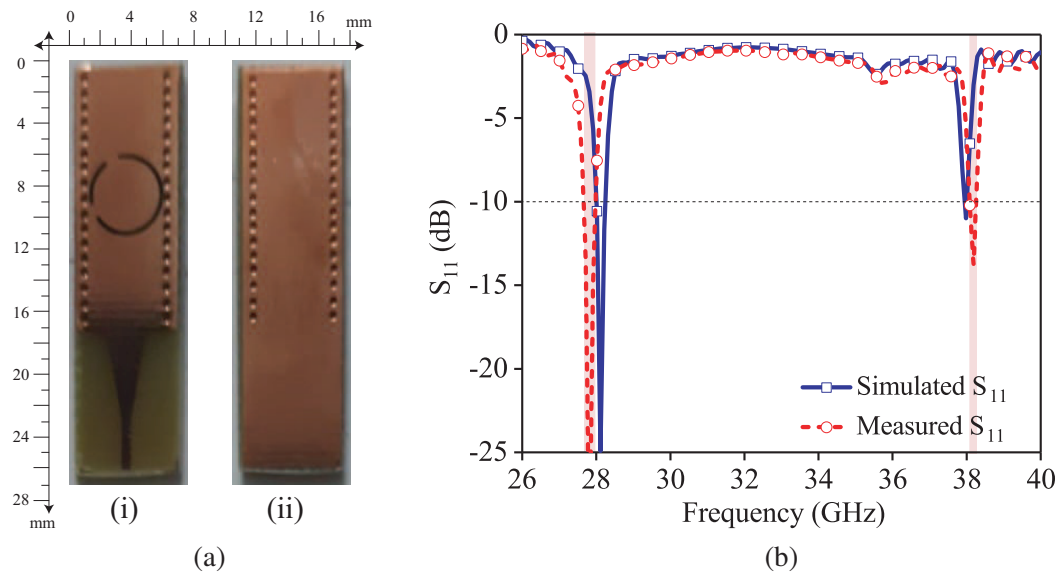 0 4 8 12 16 mm
0
4
8
12
16
20
24
28
mm
(i) (ii)
(a)
0
-5
-10
-15
-20
-25
S11 (dB)
Simulated S11
Measured S11
26 28 30 32 34 36 38 40
Frequency (GHz)
(b)